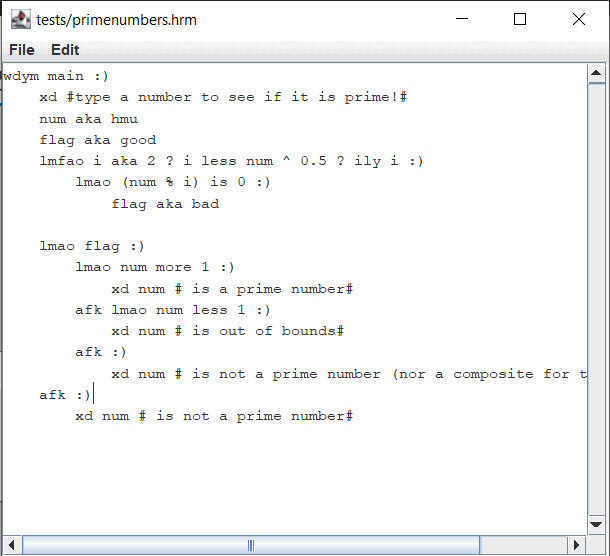 tests/primenumbers.hrm
File Edit
wdym main :)
xd #type a number to see if it is prime!#
num aka hmu
flag aka good
lmfao i aka 2 ? i less num ^ 0.5 ? ily i :)
lmao (num % i) is 0 :)
flag aka bad
lmao flag :)
lmao num more 1 :)
xd num # is a prime number#
afk lmao num less 1 :)
xd num # is out of bounds#
afk :)
xd num # is not a prime number (nor a composite for t
afk :)
xd num # is not a prime number#